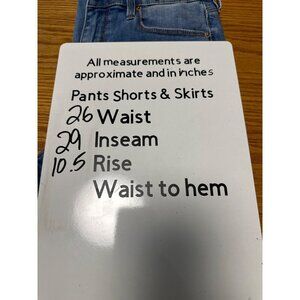 All measurements are
approximate and in inches
Pants Shorts & Skirts
26 Waist
29 Inseam
10.5 Rise
Waist to hem